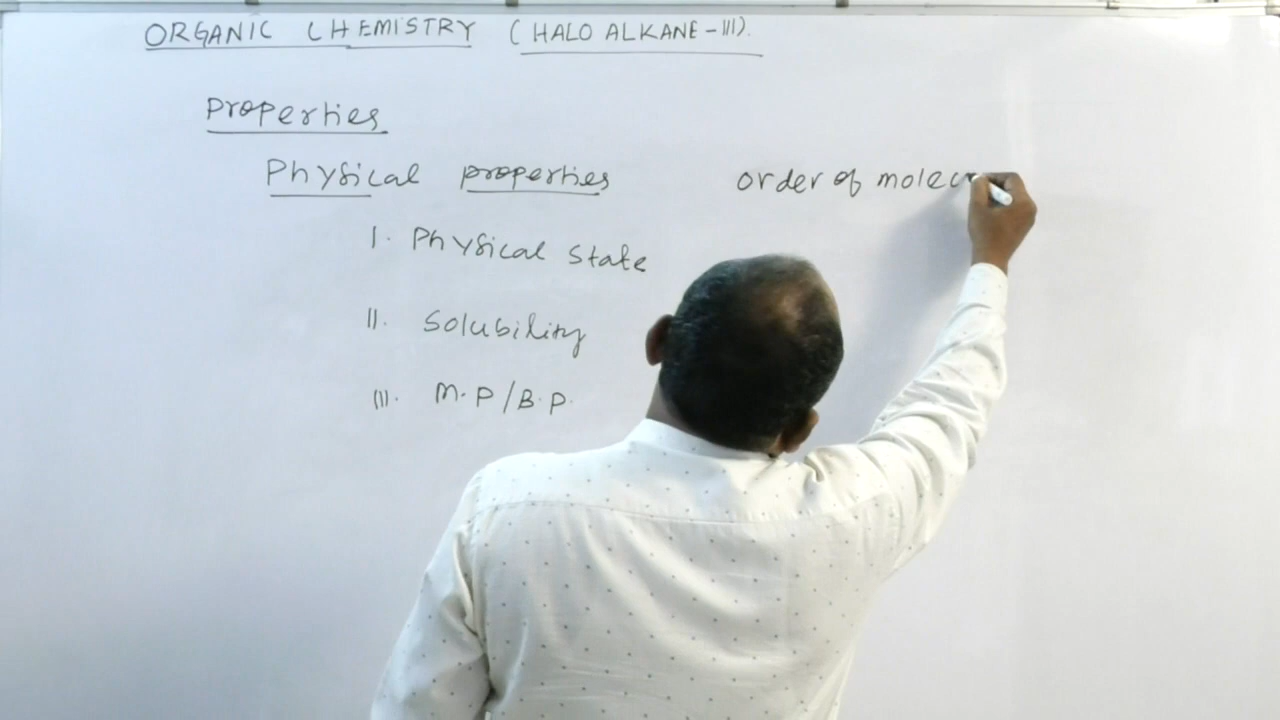 ORGANIC CHEMISTRY (HALO ALKANE-III).
Properties
Physical properties
order of molec
I. Physical state
II. Solubility
III. M.P/B.P.